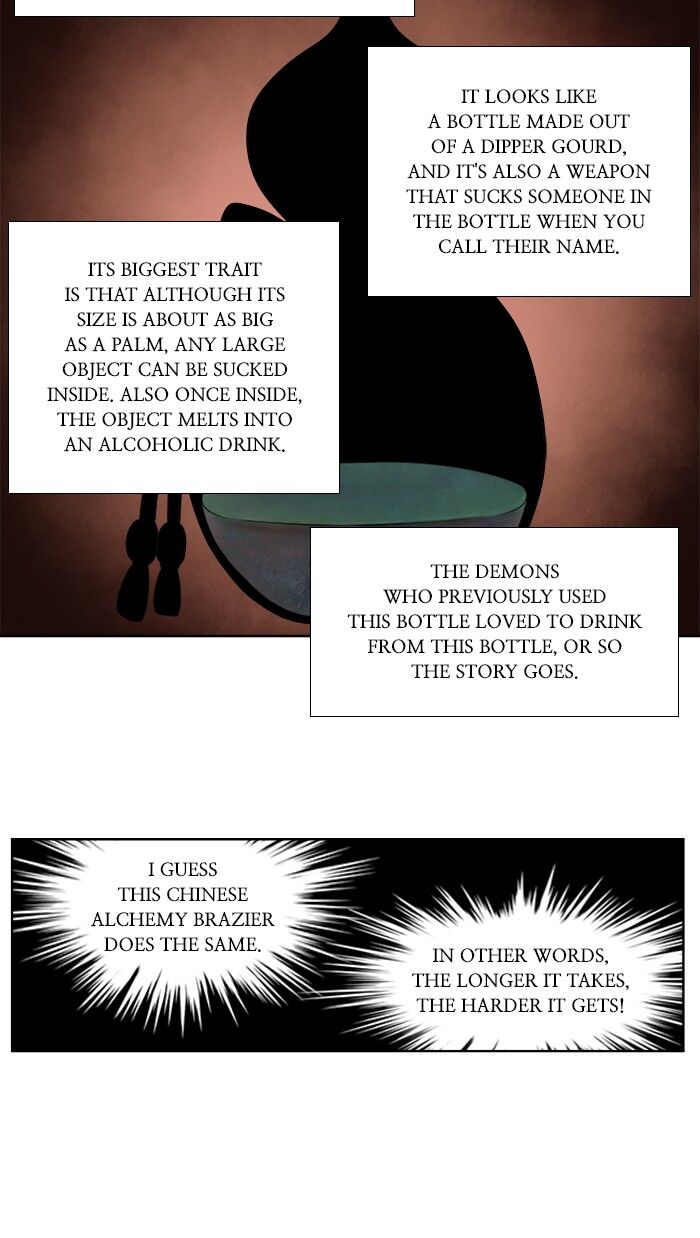 IT LOOKS LIKE
A BOTTLE MADE OUT
OF A DIPPER GOURD,
AND IT'S ALSO A WEAPON
THAT SUCKS SOMEONE IN
THE BOTTLE WHEN YOU
CALL THEIR NAME.
ITS BIGGEST TRAIT
IS THAT ALTHOUGH ITS
SIZE IS ABOUT AS BIG
AS A PALM, ANY LARGE
OBJECT CAN BE SUCKED
INSIDE. ALSO ONCE INSIDE,
THE OBJECT MELTS INTO
AN ALCOHOLIC DRINK.
THE DEMONS
WHO PREVIOUSLY USED
THIS BOTTLE LOVED TO DRINK
FROM THIS BOTTLE, OR SO
THE STORY GOES.
I GUESS
THIS CHINESE
ALCHEMY BRAZIER
DOES THE SAME.
IN OTHER WORDS,
THE LONGER IT TAKES,
THE HARDER IT GETS!